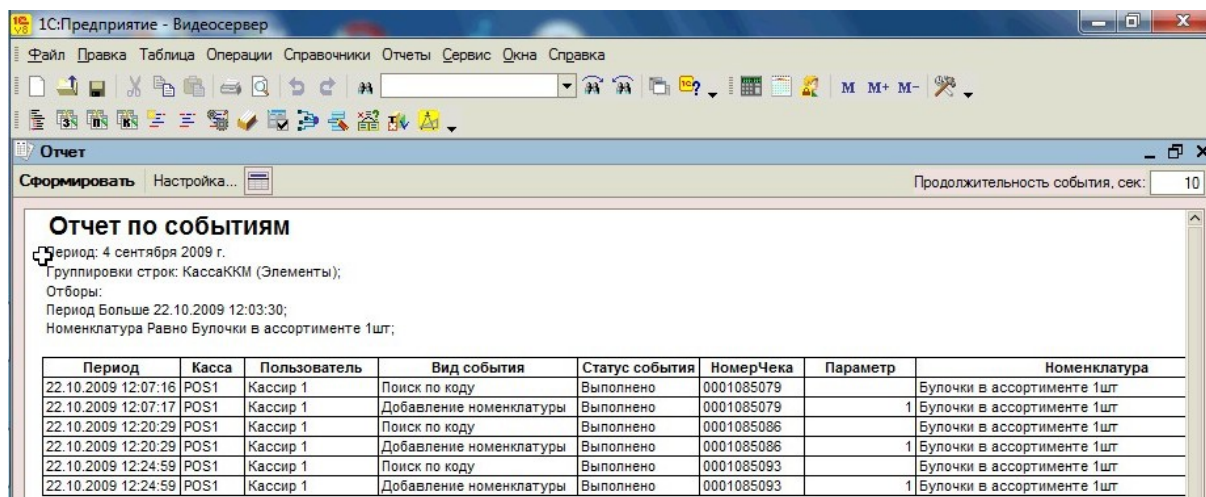 1С:Предприятие - Видеосервер
Файл Правка Таблица Операции Справочники Отчеты Сервис Окна Справка
M M+ M-
Отчет
Сформировать Настройка... Продолжительность события, сек: 10
Отчет по событиям
Период: 4 сентября 2009 г.
Группировки строк: КассаККМ (Элементы);
Отборы:
Период Больше 22.10.2009 12:03:30;
Номенклатура Равно Булочки в ассортименте 1шт;
Период Касса Пользователь Вид события Статус события НомерЧека Параметр Номенклатура
22.10.2009 12:07:16 POS1 Кассир 1 Поиск по коду Выполнено 0001085079 Булочки в ассортименте 1шт
22.10.2009 12:07:17 POS1 Кассир 1 Добавление номенклатуры Выполнено 0001085079 1 Булочки в ассортименте 1шт
22.10.2009 12:20:29 POS1 Кассир 1 Поиск по коду Выполнено 0001085086 Булочки в ассортименте 1шт
22.10.2009 12:20:29 POS1 Кассир 1 Добавление номенклатуры Выполнено 0001085086 1 Булочки в ассортименте 1шт
22.10.2009 12:24:59 POS1 Кассир 1 Поиск по коду Выполнено 0001085093 Булочки в ассортименте 1шт
22.10.2009 12:24:59 POS1 Кассир 1 Добавление номенклатуры Выполнено 0001085093 1 Булочки в ассортименте 1шт